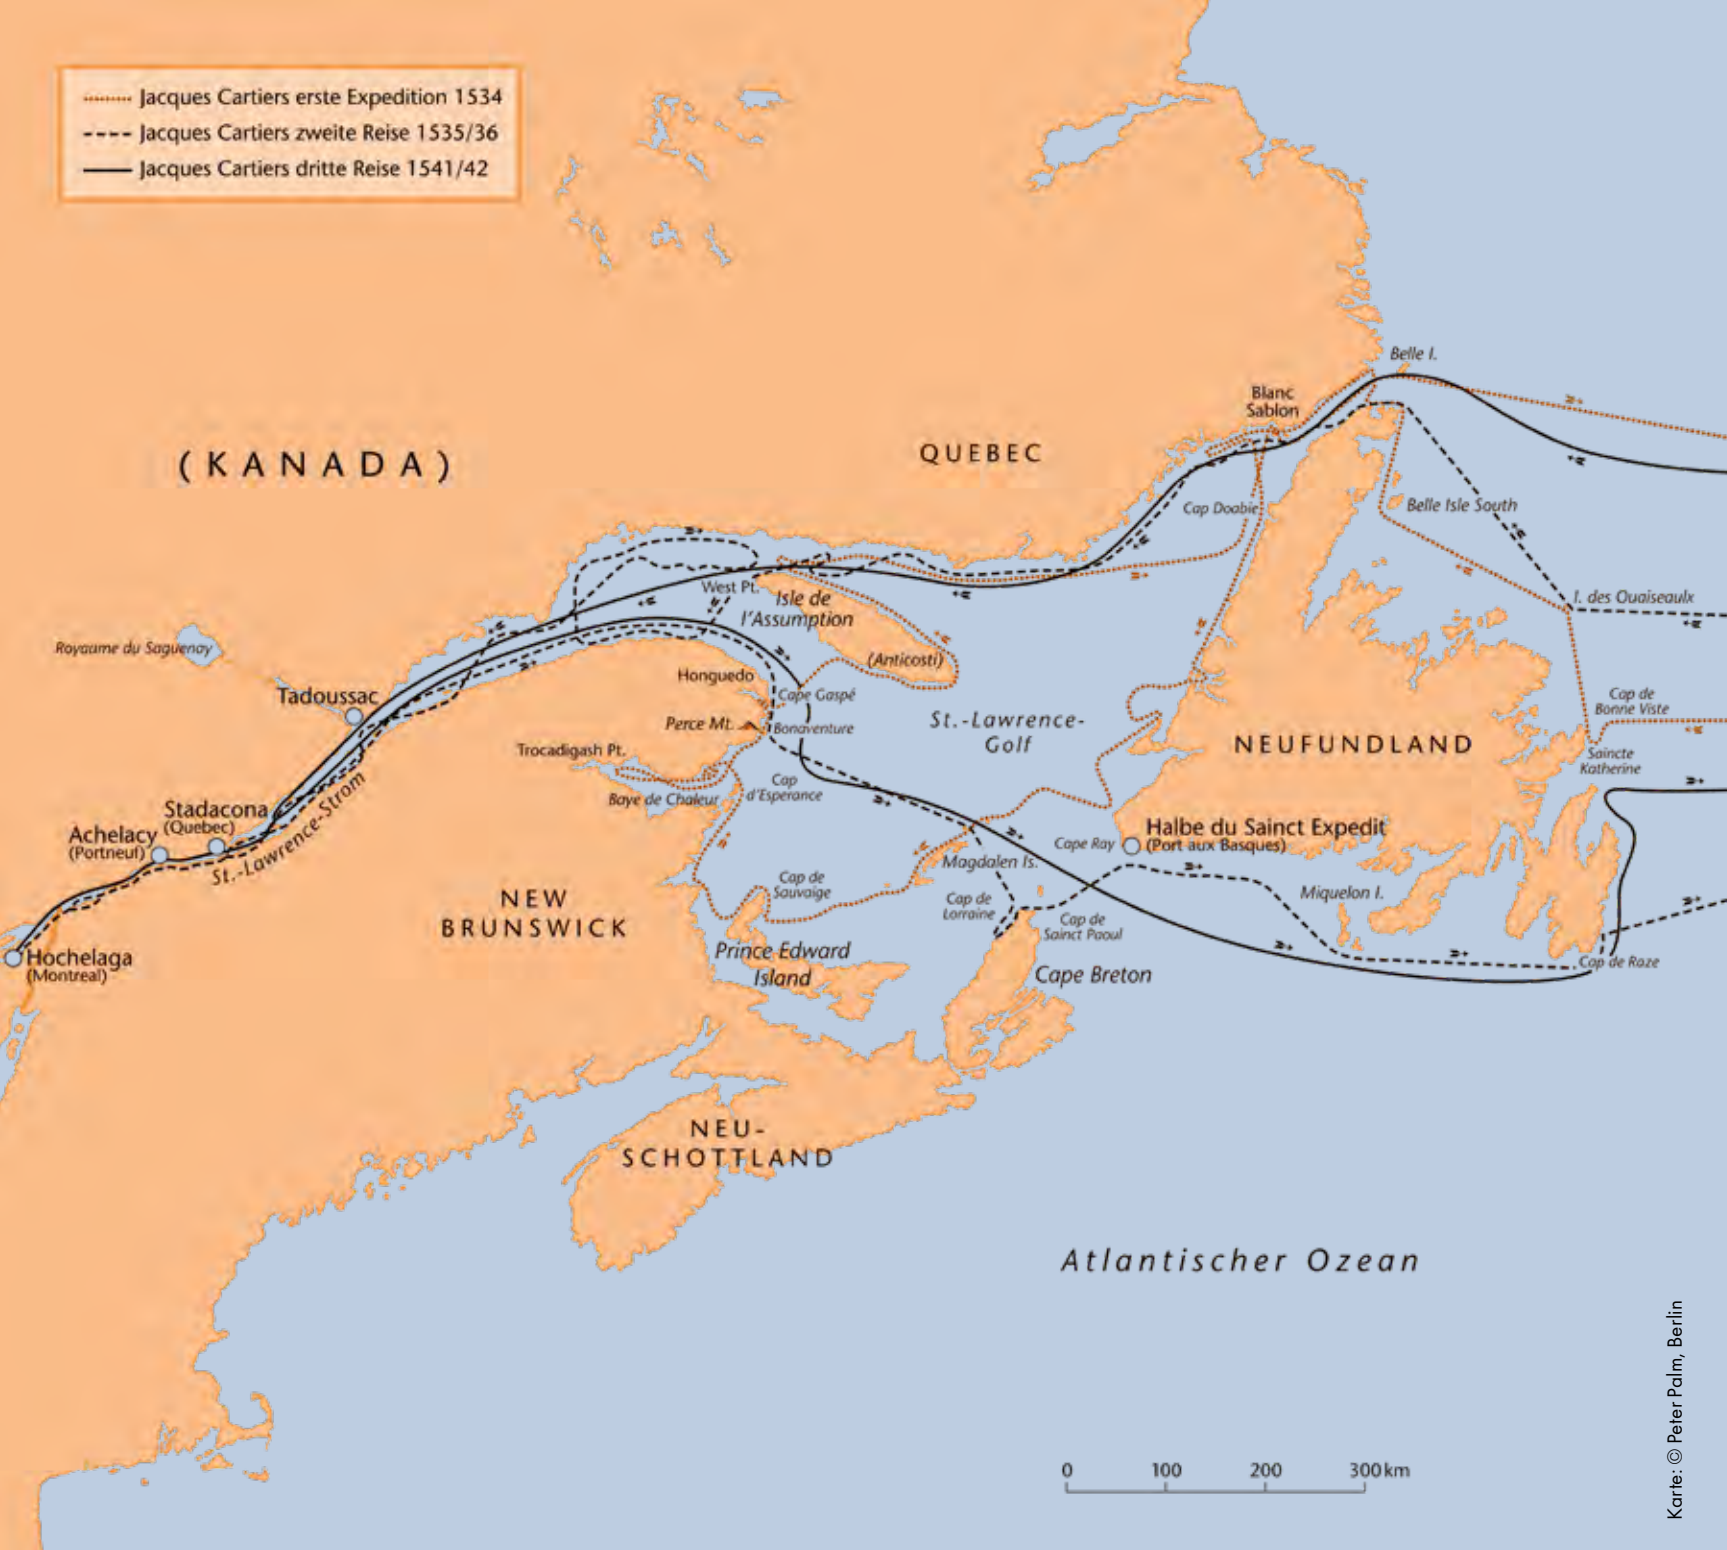 Jacques Cartiers erste Expedition 1534
Jacques Cartiers zweite Reise 1535/36
Jacques Cartiers dritte Reise 1541/42
Belle I.
Blanc
Sablon
(KANADA)
QUEBEC
Cap Doabie
Belle Isle South
West Pt.
Isle de
l'Assumption
(Anticosti)
I. des Ouaiseaulx
Royaume du Saguenay
Tadoussac
Honguedo
Cape Gaspé
Perce Mt.
Bonaventure
St.-Lawrence-
Golf
Cap de
Bonne Viste
NEUFUNDLAND
Saincte
Katherine
Trocadigash Pt.
Baye de Chaleur
Cap
d'Esperance
Stadacona
(Quebec)
Achelacy
(Portneuf)
St.-Lawrence-Strom
Halbe du Sainct Expedit
(Port aux Basques)
Cape Ray
Magdalen Is.
Cap de
Sauvaige
Cap de
Lorraine
Miquelon I.
NEW
BRUNSWICK
Cap de
Sainct Paoul
Hochelaga
(Montreal)
Prince Edward
Island
Cape Breton
Cap de Raze
NEU-
SCHOTTLAND
Atlantischer Ozean
0 100 200 300 km
Karte: © Peter Palm, Berlin